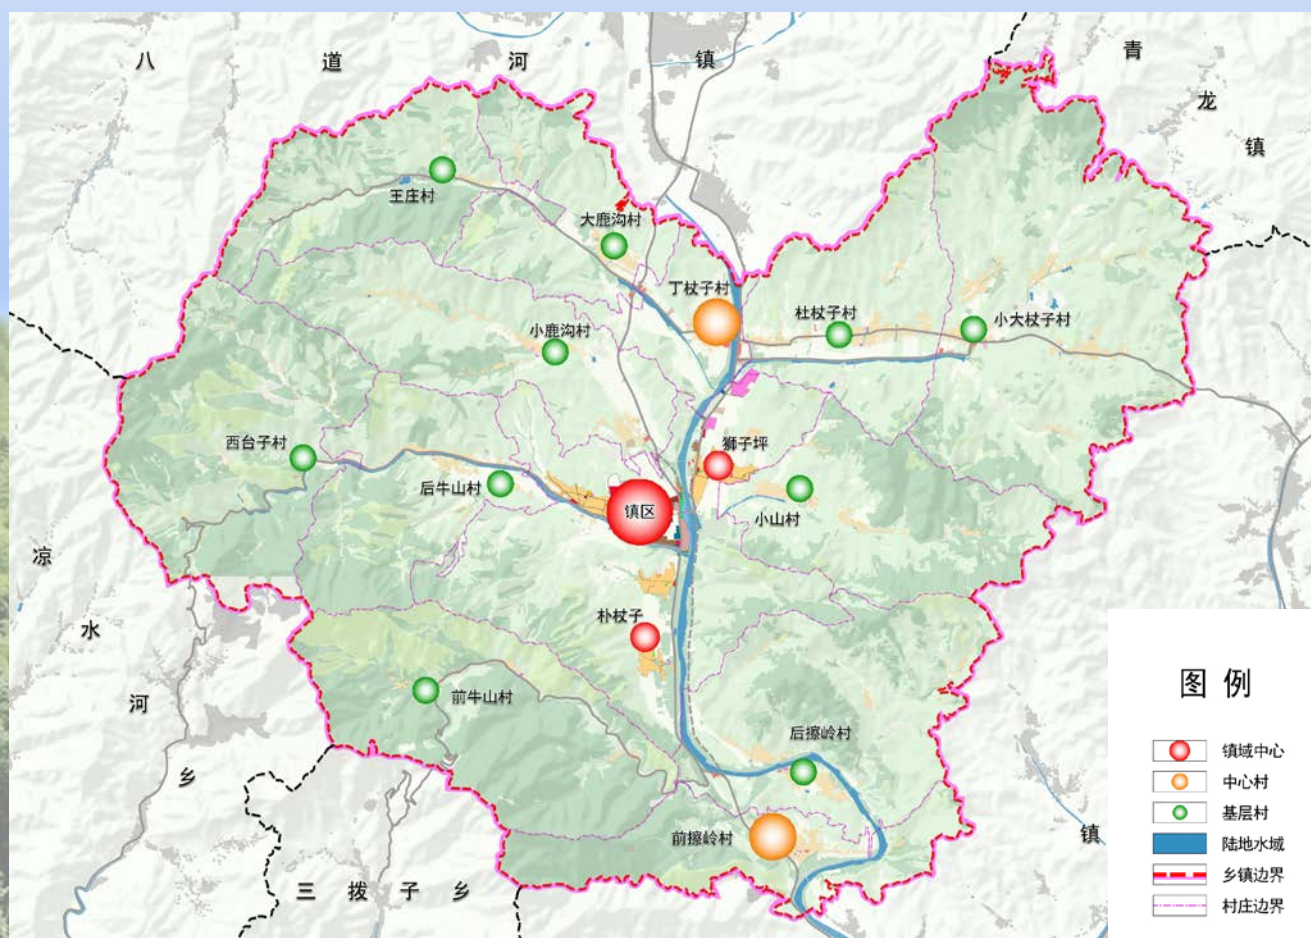 八道河镇
青龙镇
王庄村
大鹿沟村
丁杖子村
杜杖子村
小大杖子村
小鹿沟村
西台子村
后牛山村
狮子坪
镇区
小山村
凉水河乡
朴杖子
前牛山村
后擦岭村
前擦岭村
镇
三拨子乡
图例
镇域中心
中心村
基层村
陆地水域
乡镇边界
村庄边界